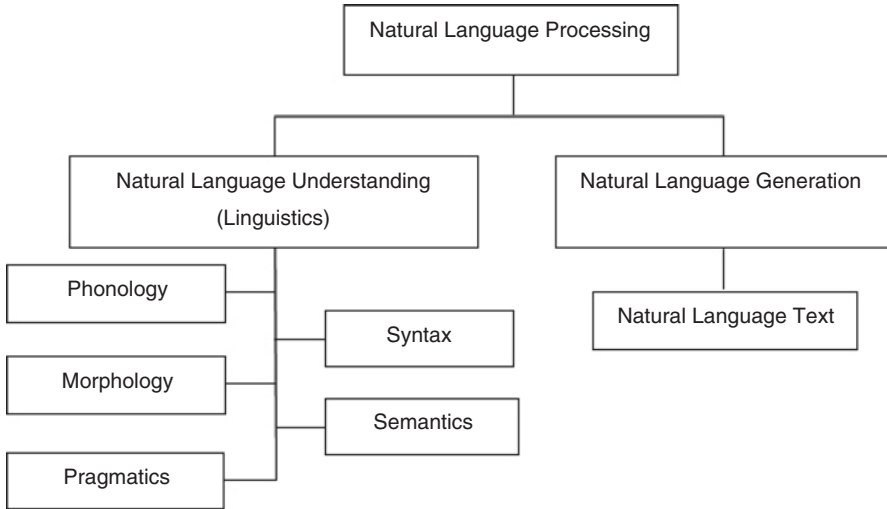 Natural Language Processing
Natural Language Understanding
(Linguistics)
Natural Language Generation
Phonology
Natural Language Text
Syntax
Morphology
Semantics
Pragmatics